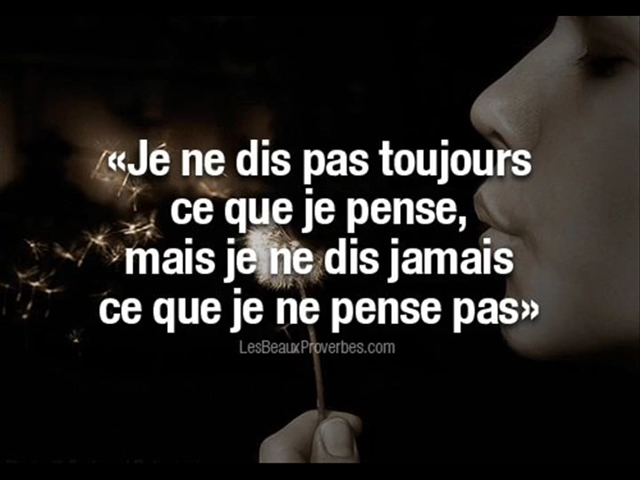 «Je ne dis pas toujours
ce que je pense,
mais je ne dis jamais
ce que je ne pense pas»
LesBeauxProverbes.com